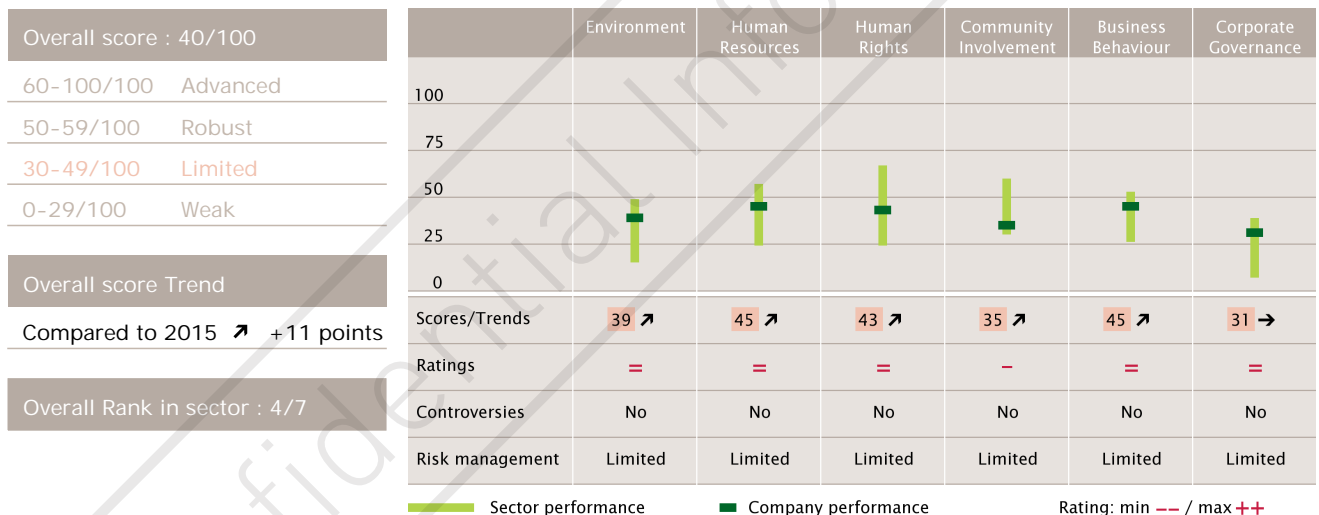 Overall score : 40/100
60-100/100 Advanced
50-59/100 Robust
30-49/100 Limited
0-29/100 Weak
Overall score Trend
Compared to 2015 ↗ +11 points
Overall Rank in sector : 4/7
Environment Human Resources Human Rights Community Involvement Business Behaviour Corporate Governance
100
75
50
25
0
Scores/Trends 39 ↗ 45 ↗ 43 ↗ 35 ↗ 45 ↗ 31 →
Ratings = = = – = =
Controversies No No No No No No
Risk management Limited Limited Limited Limited Limited Limited
Sector performance Company performance Rating: min -- / max ++
fidential Inf